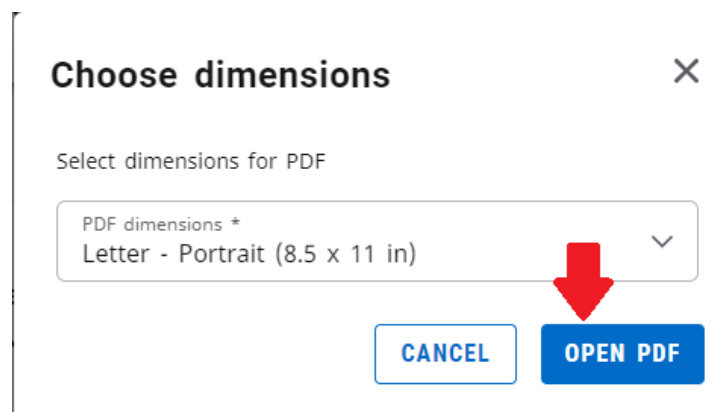 Choose dimensions
Select dimensions for PDF
PDF dimensions *
Letter - Portrait (8.5 x 11 in)
CANCEL
OPEN PDF